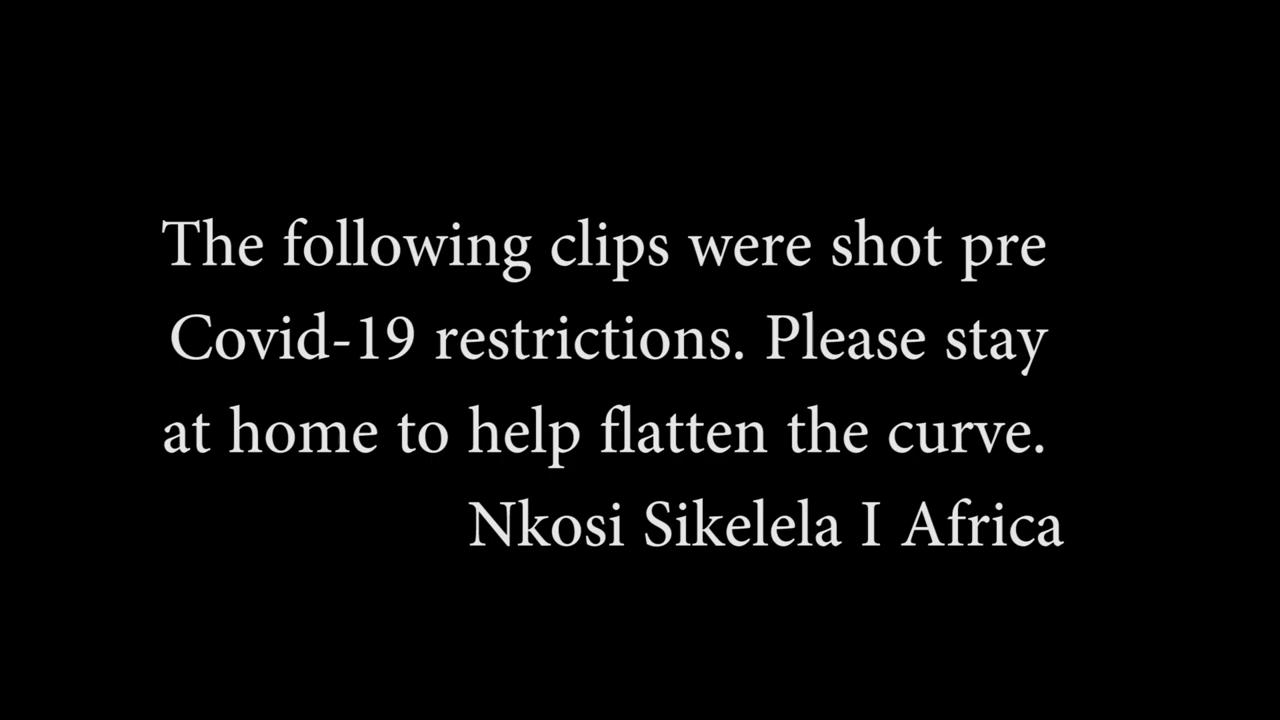 The following clips were shot pre
Covid-19 restrictions. Please stay
at home to help flatten the curve.
Nkosi Sikelela I Africa